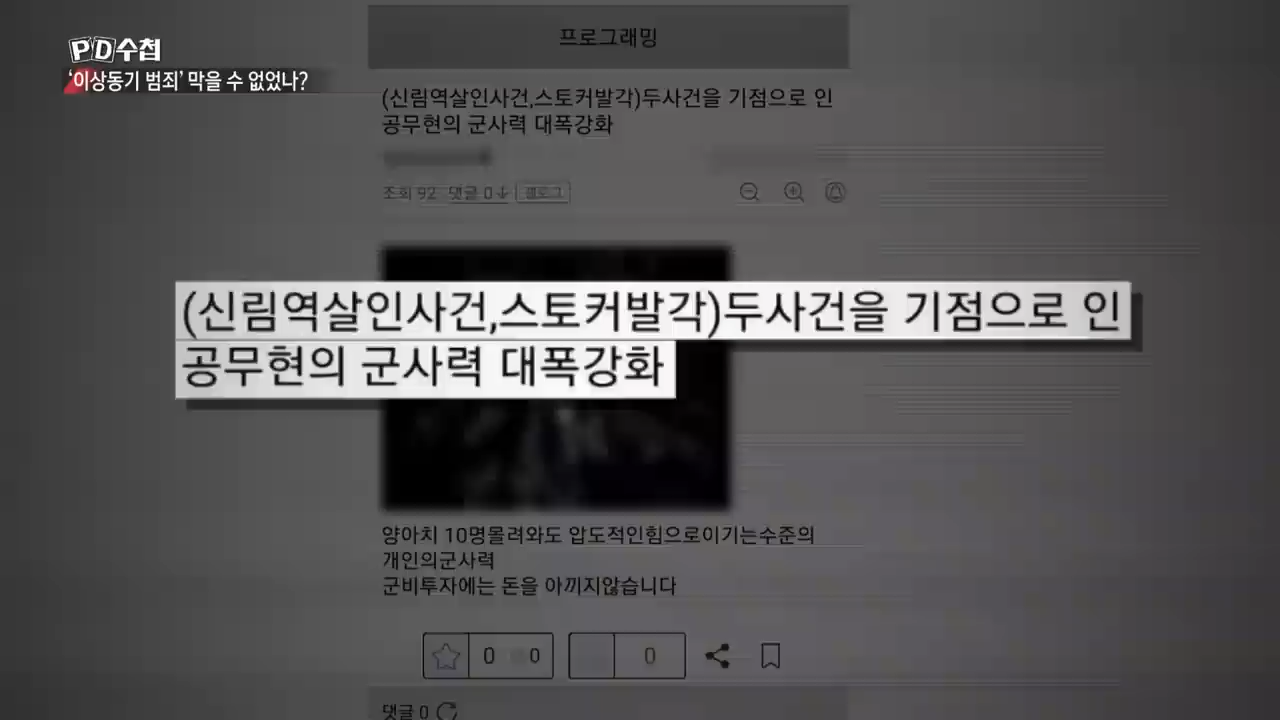 PD수첩
'이상동기 범죄' 막을 수 없었나?
프로그래밍
(신림역살인사건,스토커발각)두사건을 기점으로 인
공무현의 군사력 대폭강화
조회 92 댓글 0
(신림역살인사건,스토커발각)두사건을 기점으로 인
공무현의 군사력 대폭강화
양아치 10명몰려와도 압도적인힘으로이기는수준의
개인의군사력
군비투자에는 돈을 아끼지않습니다
0 0 0
댓글 0